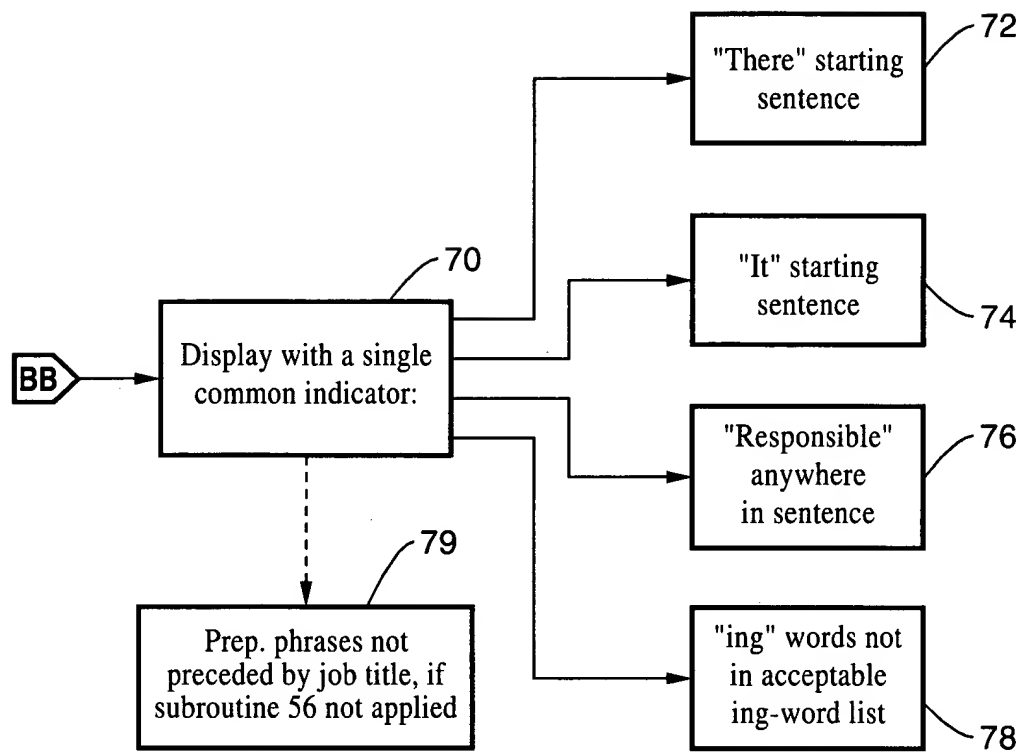 72
"There" starting
sentence
70
"It" starting
sentence
74
BB
Display with a single
common indicator:
"Responsible"
anywhere
in sentence
76
79
Prep. phrases not
preceded by job title, if
subroutine 56 not applied
"ing" words not
in acceptable
ing-word list
78